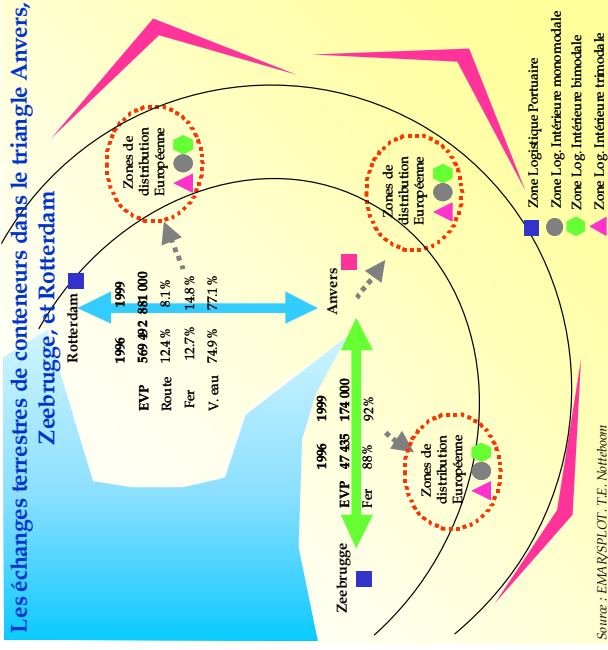 Les échanges terrestres de conteneurs dans le triangle Anvers,
Zeebrugge, et Rotterdam
Rotterdam
1996 1999
EVP 569 492 881 000
Route 12.4 % 8.1 %
Fer 12.7% 14.8 %
V. eau 74.9 % 77.1 %
Zones de
distribution
Européenne
Anvers
Zones de
distribution
Européenne
1996 1999
EVP 47 435 174 000
Fer 88% 92%
Zeebrugge
Zones de
distribution
Européenne
Zone Logistique Portuaire
Zone Log. Intérieure monomodale
Zone Log. Intérieure bimodale
Zone Log. Intérieure trimodale
Source : EMAR/SPLOT, T.E. Notteboom